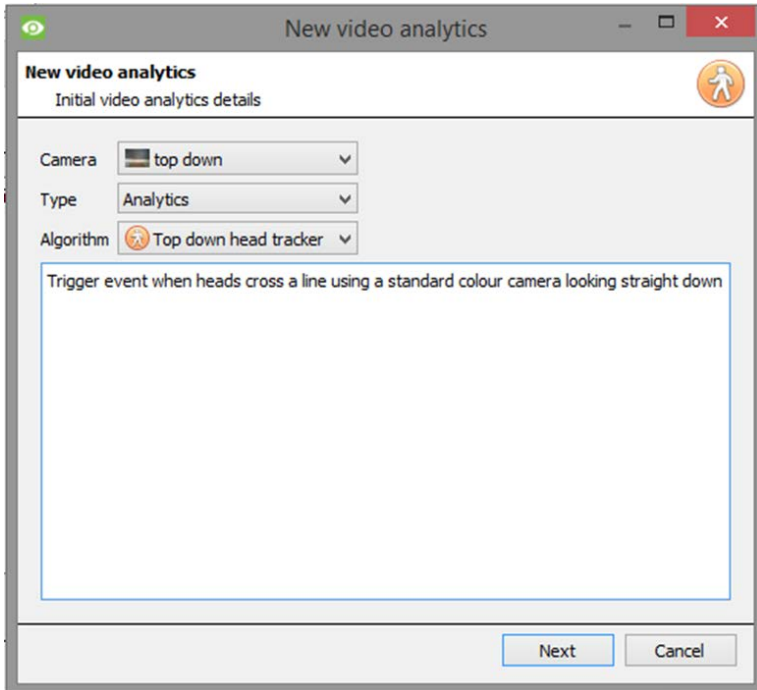 New video analytics
New video analytics
Initial video analytics details
Camera top down
Type Analytics
Algorithm Top down head tracker
Trigger event when heads cross a line using a standard colour camera looking straight down
Next Cancel